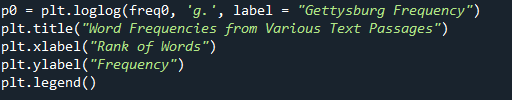 p0 = plt.loglog(freq0, 'g.', label = "Gettysburg Frequency")
plt.title("Word Frequencies from Various Text Passages")
plt.xlabel("Rank of Words")
plt.ylabel("Frequency")
plt.legend()